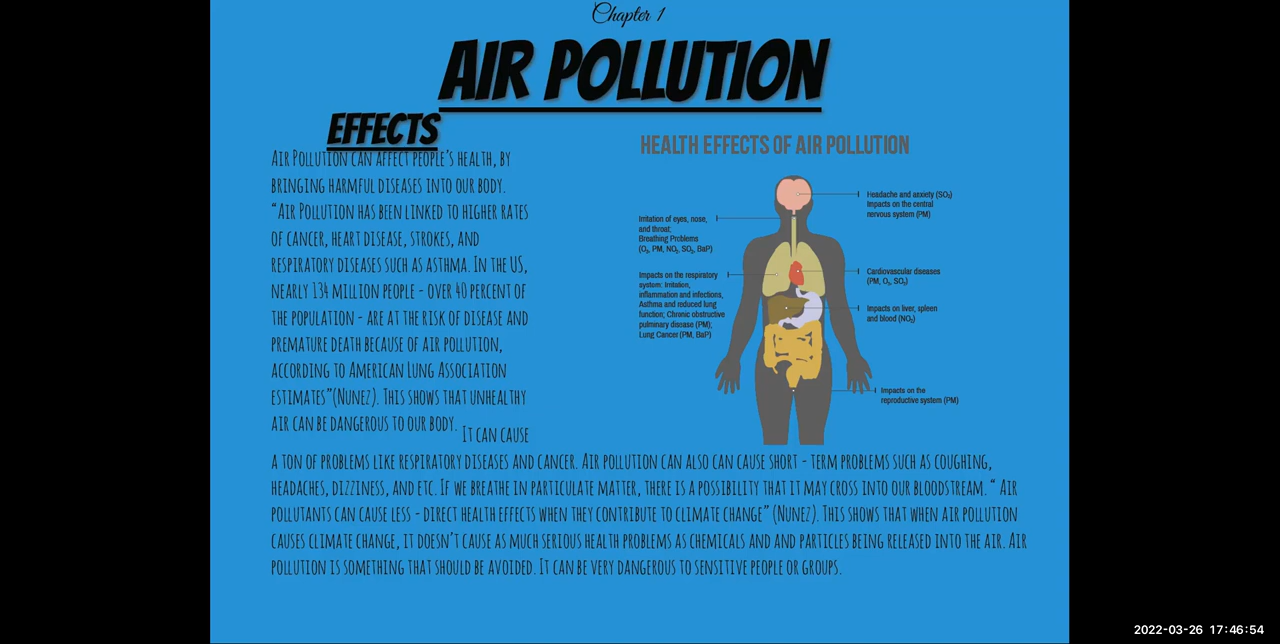 Chapter 1
AIR POLLUTION
EFFECTS
AIR POLLUTION CAN AFFECT PEOPLE'S HEALTH, BY
BRINGING HARMFUL DISEASES INTO OUR BODY.
“AIR POLLUTION HAS BEEN LINKED TO HIGHER RATES
OF CANCER, HEART DISEASE, STROKES, AND
RESPIRATORY DISEASES SUCH AS ASTHMA. IN THE US,
NEARLY 134 MILLION PEOPLE - OVER 40 PERCENT OF
THE POPULATION - ARE AT THE RISK OF DISEASE AND
PREMATURE DEATH BECAUSE OF AIR POLLUTION,
ACCORDING TO AMERICAN LUNG ASSOCIATION
ESTIMATES”(NUNEZ). THIS SHOWS THAT UNHEALTHY
AIR CAN BE DANGEROUS TO OUR BODY.
IT CAN CAUSE
A TON OF PROBLEMS LIKE RESPIRATORY DISEASES AND CANCER. AIR POLLUTION CAN ALSO CAN CAUSE SHORT - TERM PROBLEMS SUCH AS COUGHING,
HEADACHES, DIZZINESS, AND ETC. IF WE BREATHE IN PARTICULATE MATTER, THERE IS A POSSIBILITY THAT IT MAY CROSS INTO OUR BLOODSTREAM. “ AIR
POLLUTANTS CAN CAUSE LESS - DIRECT HEALTH EFFECTS WHEN THEY CONTRIBUTE TO CLIMATE CHANGE” (NUNEZ). THIS SHOWS THAT WHEN AIR POLLUTION
CAUSES CLIMATE CHANGE, IT DOESN'T CAUSE AS MUCH SERIOUS HEALTH PROBLEMS AS CHEMICALS AND AND PARTICLES BEING RELEASED INTO THE AIR. AIR
POLLUTION IS SOMETHING THAT SHOULD BE AVOIDED. IT CAN BE VERY DANGEROUS TO SENSITIVE PEOPLE OR GROUPS.
HEALTH EFFECTS OF AIR POLLUTION
Irritation of eyes, nose,
and throat;
Breathing Problems
(O₃, PM, NO₂, SO₂, BaP)
Impacts on the respiratory
system: Irritation,
inflammation and infections,
Asthma and reduced lung
function; Chronic obstructive
pulminary disease (PM);
Lung Cancer (PM, BaP)
Headache and anxiety (SO₂)
Impacts on the central
nervous system (PM)
Cardiovascular diseases
(PM, O₃, SO₂)
Impacts on liver, spleen
and blood (NO₂)
Impacts on the
reproductive system (PM)
2022-03-26 17:46:54